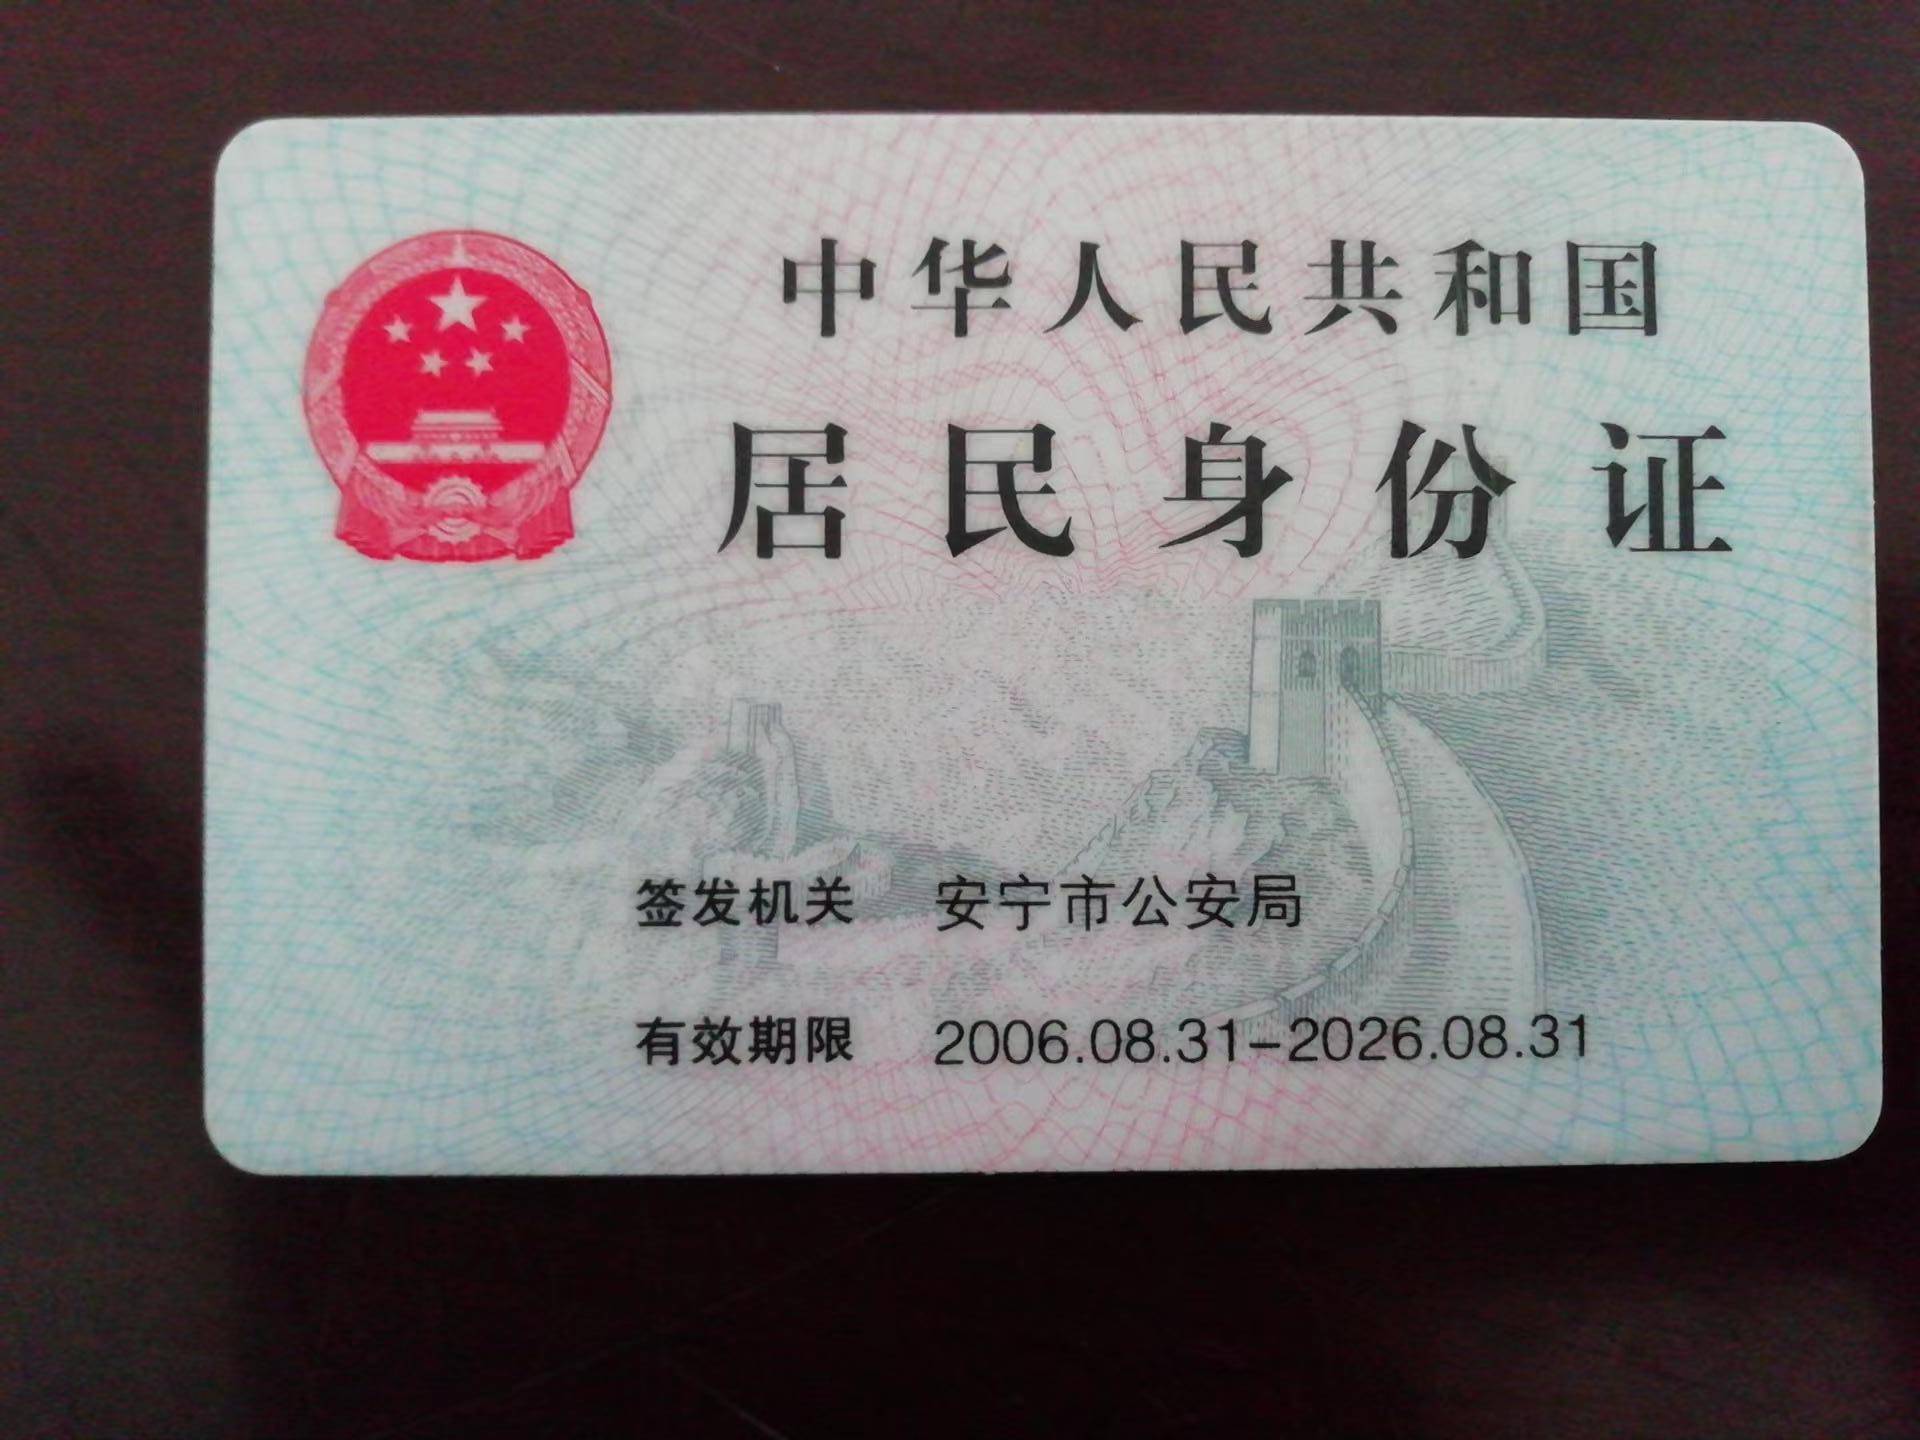 中华人民共和国
居民身份证
签发机关 安宁市公安局
有效期限 2006.08.31-2026.08.31